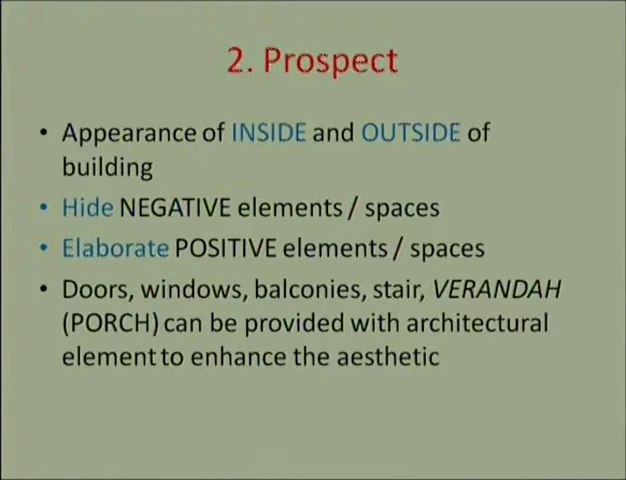 2. Prospect
• Appearance of INSIDE and OUTSIDE of
building
• Hide NEGATIVE elements / spaces
• Elaborate POSITIVE elements / spaces
• Doors, windows, balconies, stair, VERANDAH
(PORCH) can be provided with architectural
element to enhance the aesthetic